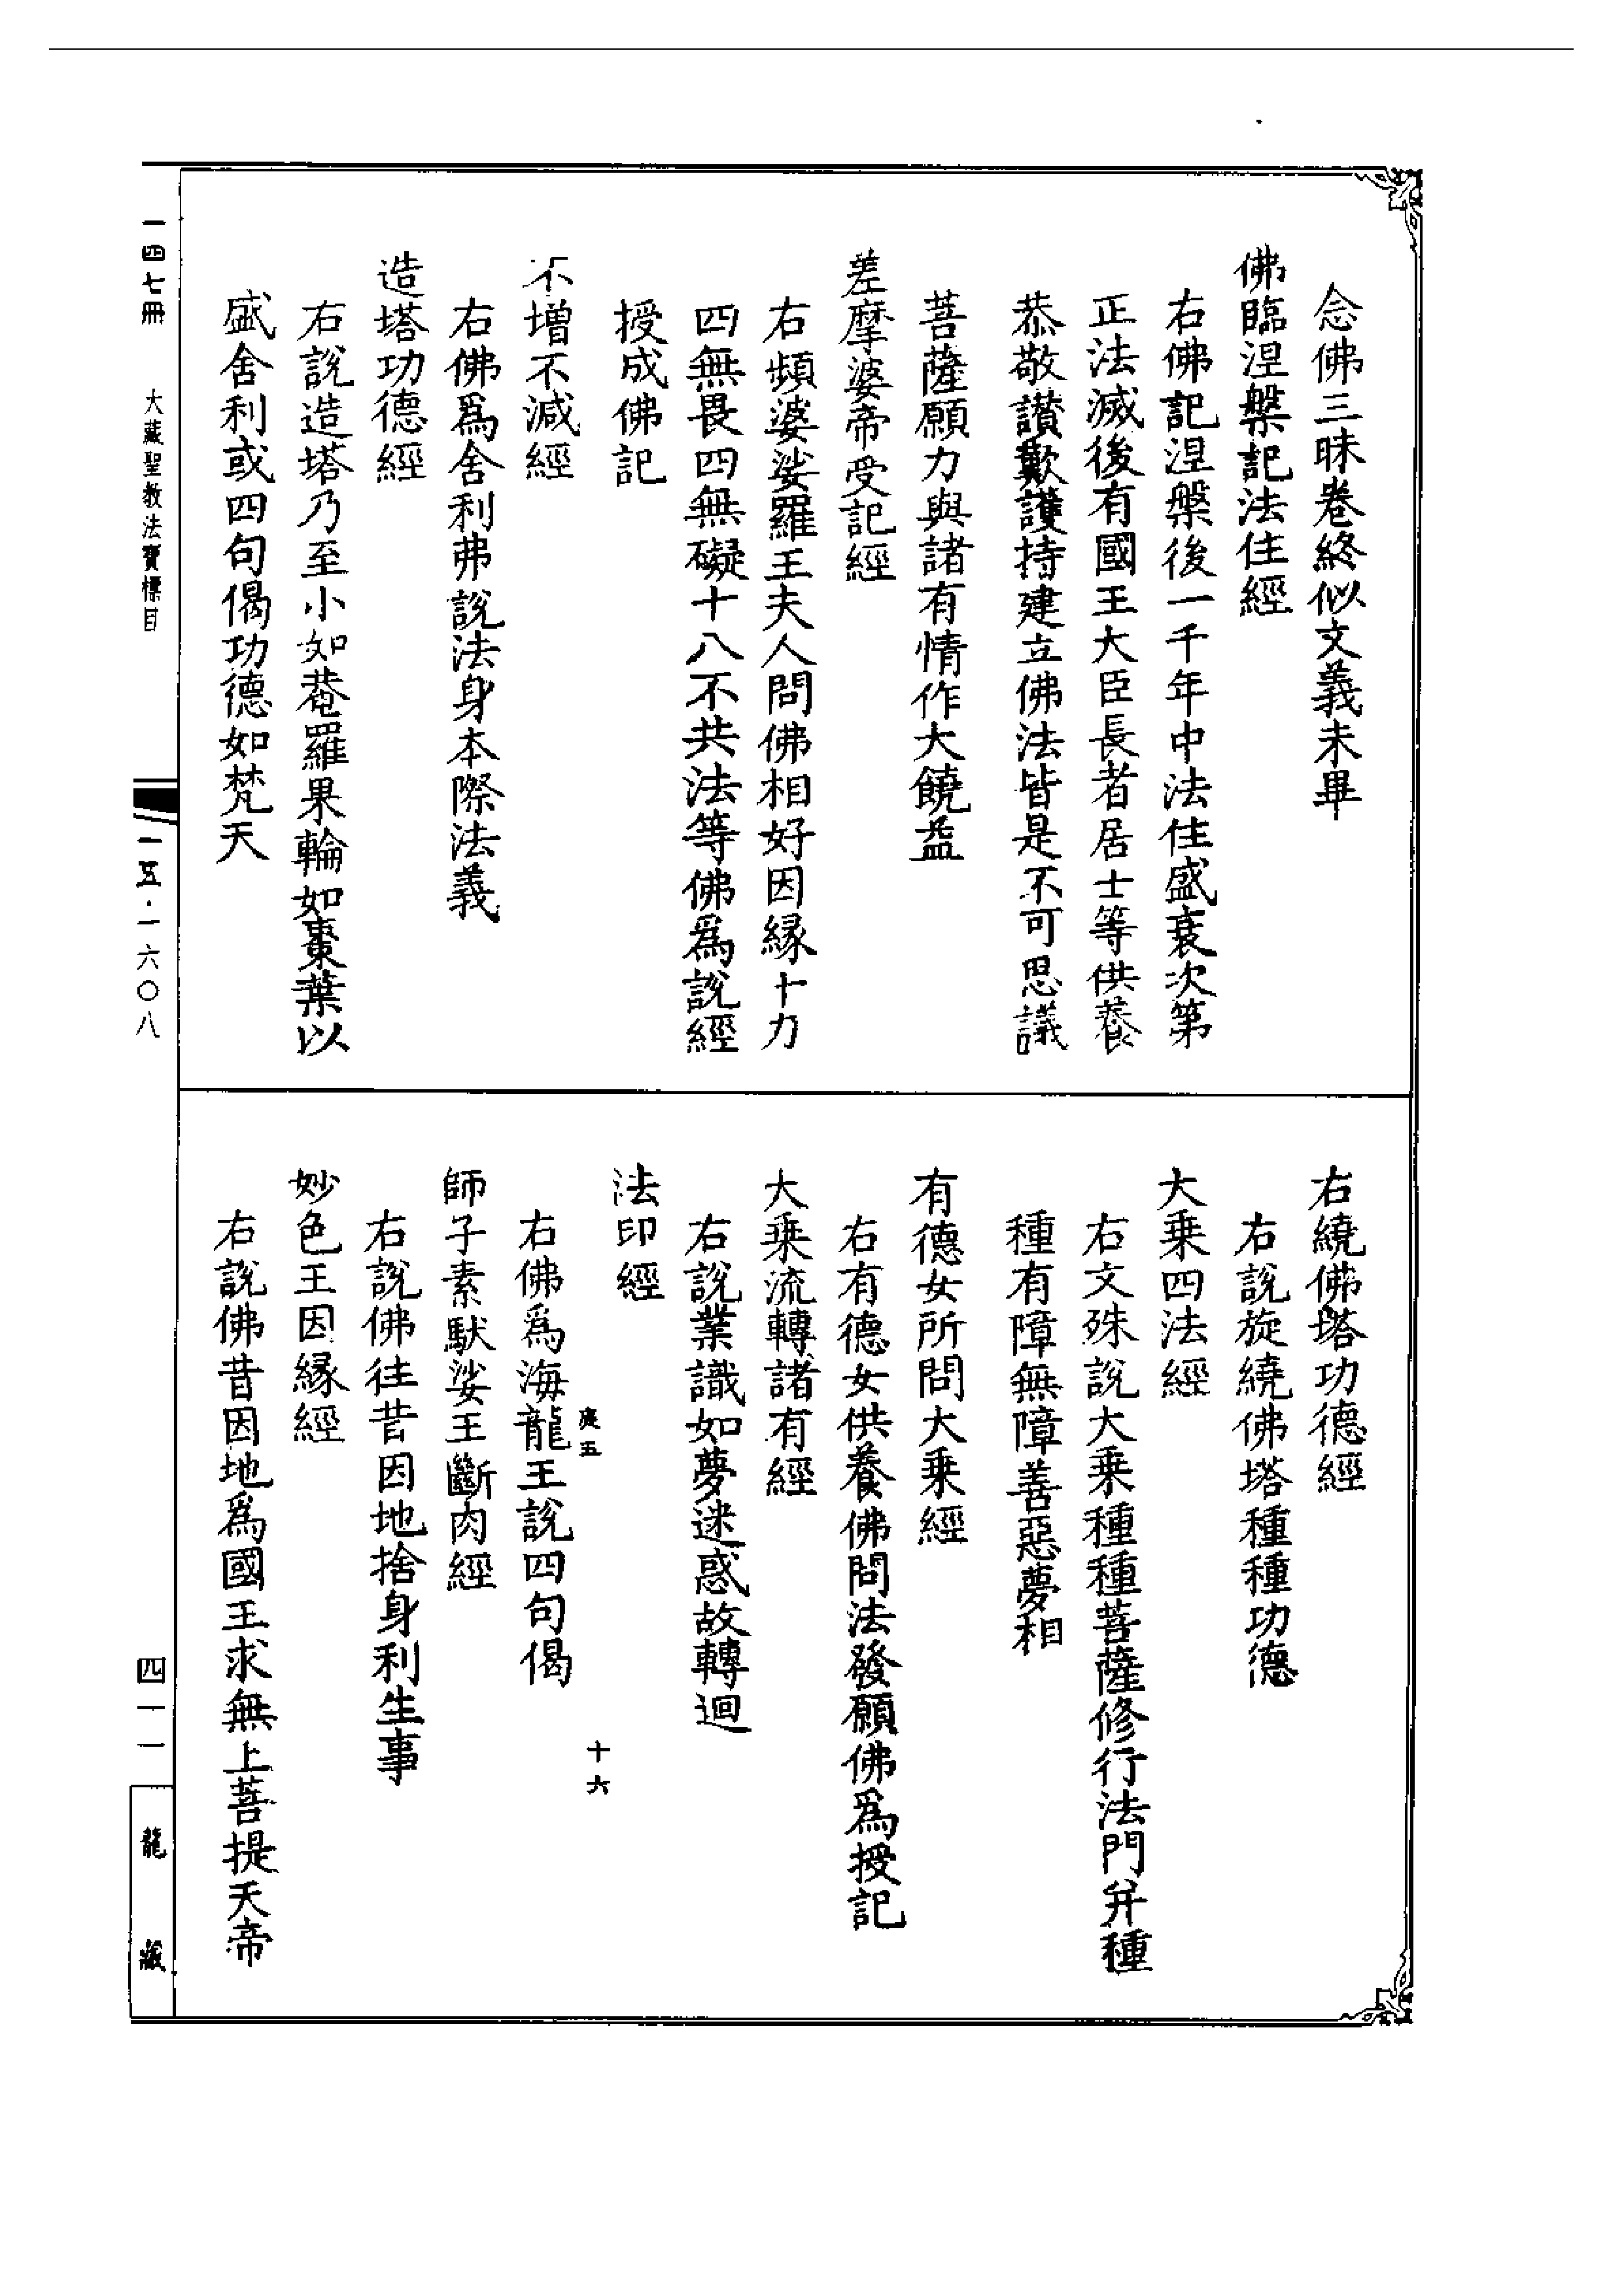 念佛三昧卷終似文義未畢
佛臨涅槃記法住經
右佛記涅槃後一千年中法住盛衰次第
正法滅後有國王大臣長者居士等供養
恭敬讚歎護持建立佛法皆是不可思議
菩薩願力與諸有情作大饒益
差摩婆帝受記經
右頻婆娑羅王夫人問佛相好因緣十力
四無畏四無礙十八不共法等佛爲說經
授成佛記
不增不減經
右佛爲舍利弗說法身本際法義
造塔功德經
右說造塔乃至小如菴羅果輪如棗葉以
盛舍利或四句偈功德如梵天
右繞佛塔功德經
右說旋繞佛塔種種功德
大乘四法經
右文殊說大乘種種菩薩修行法門并種
種有障無障善惡夢相
有德女所問大乘經
右有德女供養佛問法發願佛爲授記
大乘流轉諸有經
右說業識如夢迷惑故轉迴
法印經
庚五
十六
右佛爲海龍王說四句偈
師子素馱娑王斷肉經
右說佛往昔因地捨身利生事
妙色王因緣經
右說佛昔因地爲國王求無上菩提天帝
一四七冊
大藏聖教法寶標目
一五·一六〇八
四一一
龍藏